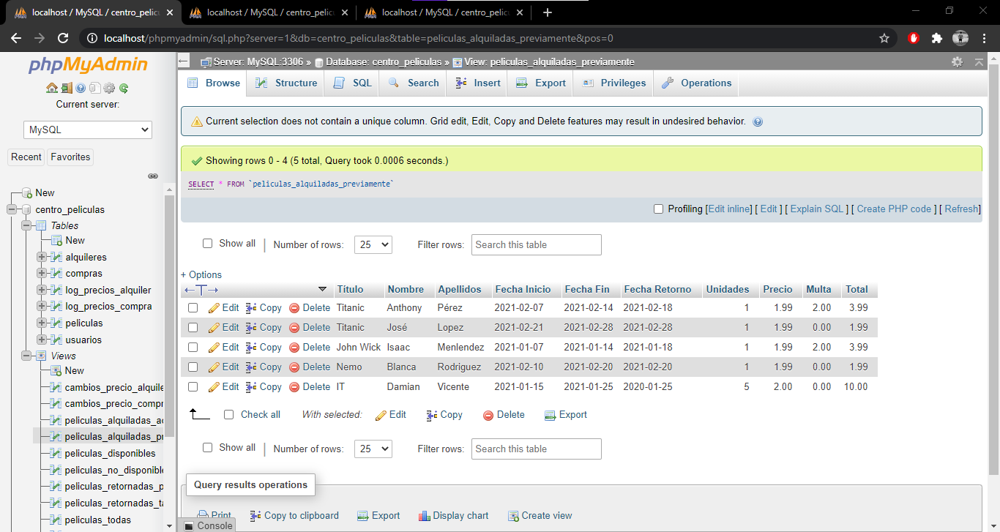 localhost / MySQL / centro_pelicu
localhost / MySQL / centro_pelicu
localhost / MySQL / centro_pelicu
localhost/phpmyadmin/sql.php?server=1&db=centro_peliculas&table=peliculas_alquiladas_previamente&pos=0
phpMyAdmin
Current server:
MySQL
Recent Favorites
New
centro_peliculas
Tables
New
alquileres
compras
log_precios_alquiler
log_precios_compra
peliculas
usuarios
Views
New
cambios_precio_alquile
cambios_precio_compr
peliculas_alquiladas_ac
peliculas_alquiladas_pr
peliculas_disponibles
peliculas_no_disponible
peliculas_retornadas_p
peliculas_retornadas_ta
peliculas_todas
Server: MySQL:3306 » Database: centro_peliculas » View: peliculas_alquiladas_previamente
Browse Structure SQL Search Insert Export Privileges Operations
Current selection does not contain a unique column. Grid edit, Edit, Copy and Delete features may result in undesired behavior.
Showing rows 0 - 4 (5 total, Query took 0.0006 seconds.)
SELECT * FROM `peliculas_alquiladas_previamente`
Profiling [Edit inline] [ Edit ] [ Explain SQL ] [ Create PHP code ] [ Refresh]
Show all | Number of rows: 25 Filter rows: Search this table
+ Options
←T→ Título Nombre Apellidos Fecha Inicio Fecha Fin Fecha Retorno Unidades Precio Multa Total
Edit Copy Delete Titanic Anthony Pérez 2021-02-07 2021-02-14 2021-02-18 1 1.99 2.00 3.99
Edit Copy Delete Titanic José Lopez 2021-02-21 2021-02-28 2021-02-28 1 1.99 0.00 1.99
Edit Copy Delete John Wick Isaac Menlendez 2021-01-07 2021-01-14 2021-01-18 1 1.99 2.00 3.99
Edit Copy Delete Nemo Blanca Rodriguez 2021-02-10 2021-02-20 2021-02-20 1 1.99 0.00 1.99
Edit Copy Delete IT Damian Vicente 2021-01-15 2021-01-25 2020-01-25 5 2.00 0.00 10.00
Check all With selected: Edit Copy Delete Export
Show all | Number of rows: 25 Filter rows: Search this table
Query results operations
Print Copy to clipboard Export Display chart Create view
Console